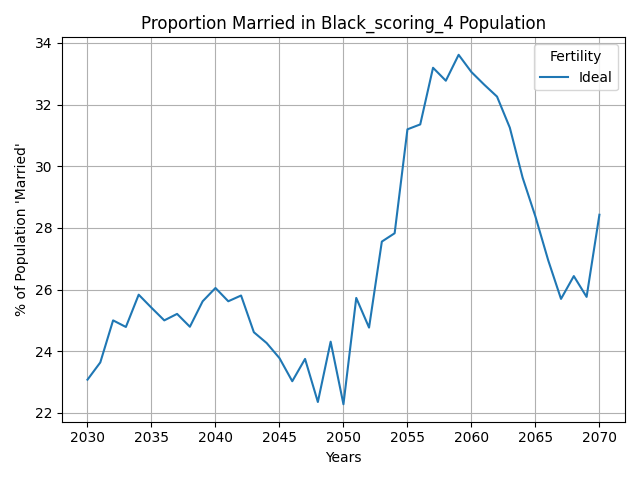 Proportion Married in Black_scoring_4 Population
% of Population 'Married'
34
32
30
28
26
24
22
Fertility
Ideal
2030 2035 2040 2045 2050 2055 2060 2065 2070
Years